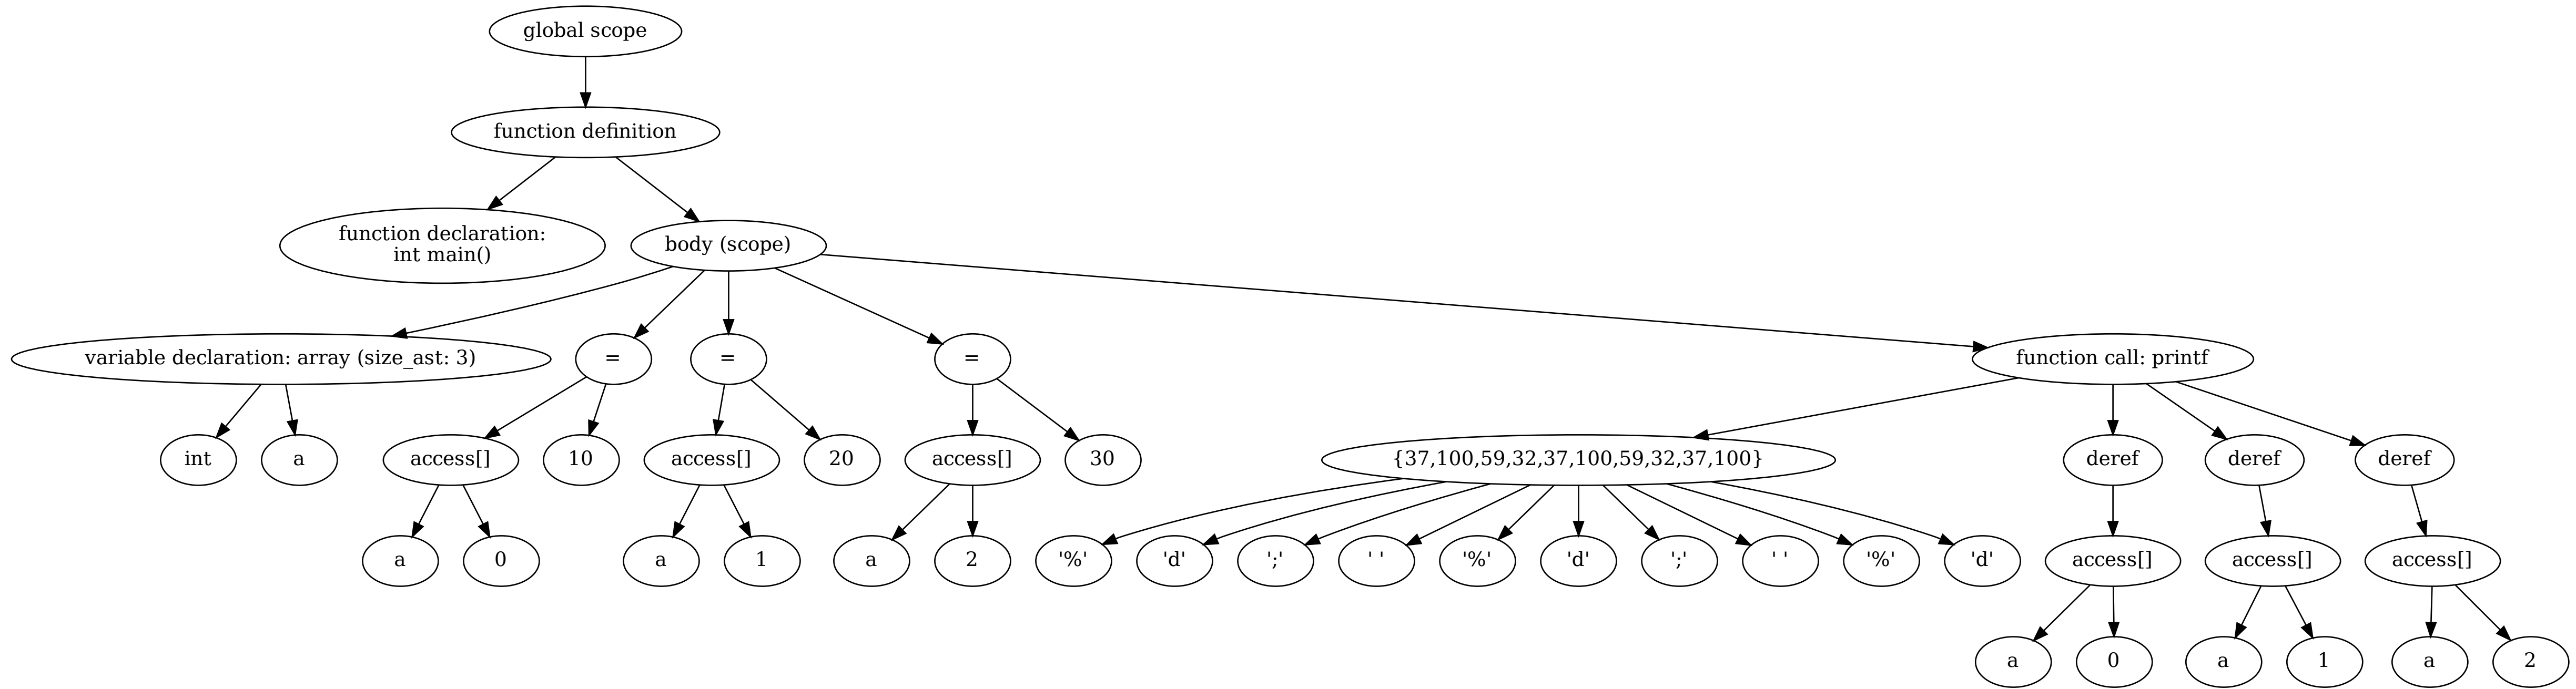 global scope
function definition
function declaration:
int main()
body (scope)
variable declaration: array (size_ast: 3)
=
=
=
function call: printf
int
a
access[]
10
access[]
20
access[]
30
{37,100,59,32,37,100,59,32,37,100}
deref
deref
deref
a
0
a
1
a
2
'%'
'd'
';'
' '
'%'
'd'
';'
' '
'%'
'd'
access[]
access[]
access[]
a
0
a
1
a
2